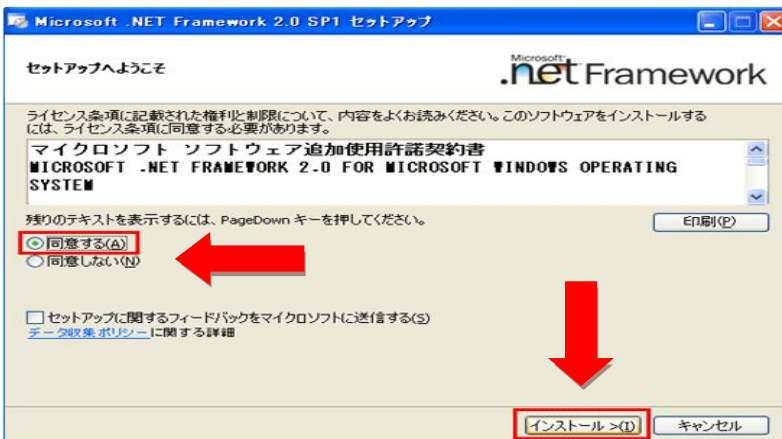 Microsoft .NET Framework 2.0 SP1 セットアップ
セットアップへようこそ
Microsoft
.net Framework
ライセンス条項に記載された権利と制限について、内容をよくお読みください。このソフトウェアをインストールする
には、ライセンス条項に同意する必要があります。
マイクロソフト ソフトウェア追加使用許諾契約書
MICROSOFT .NET FRAMEWORK 2.0 FOR MICROSOFT WINDOWS OPERATING
SYSTEM
残りのテキストを表示するには、PageDown キーを押してください。
印刷(P)
同意する(A)
同意しない(N)
セットアップに関するフィードバックをマイクロソフトに送信する(S)
データ収集ポリシーに関する詳細
インストール >(I)
キャンセル